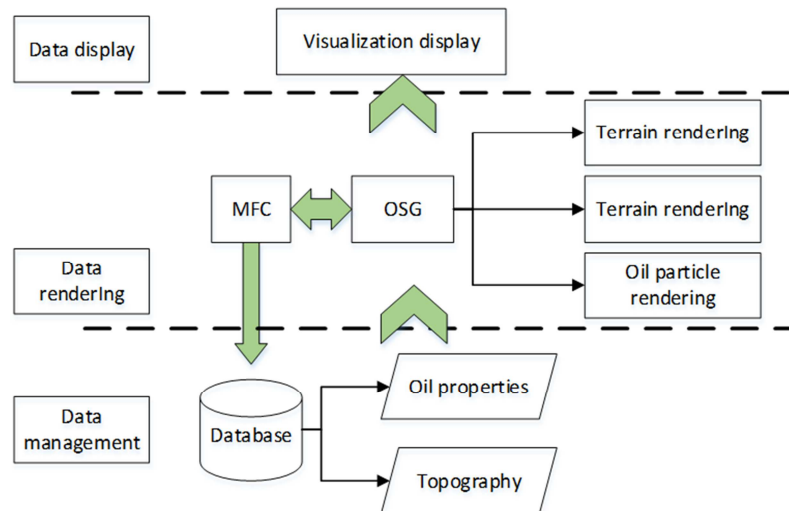 Data display
Visualization display
Terrain rendering
MFC
OSG
Terrain rendering
Data
rendering
Oil particle
rendering
Oil properties
Data
management
Database
Topography